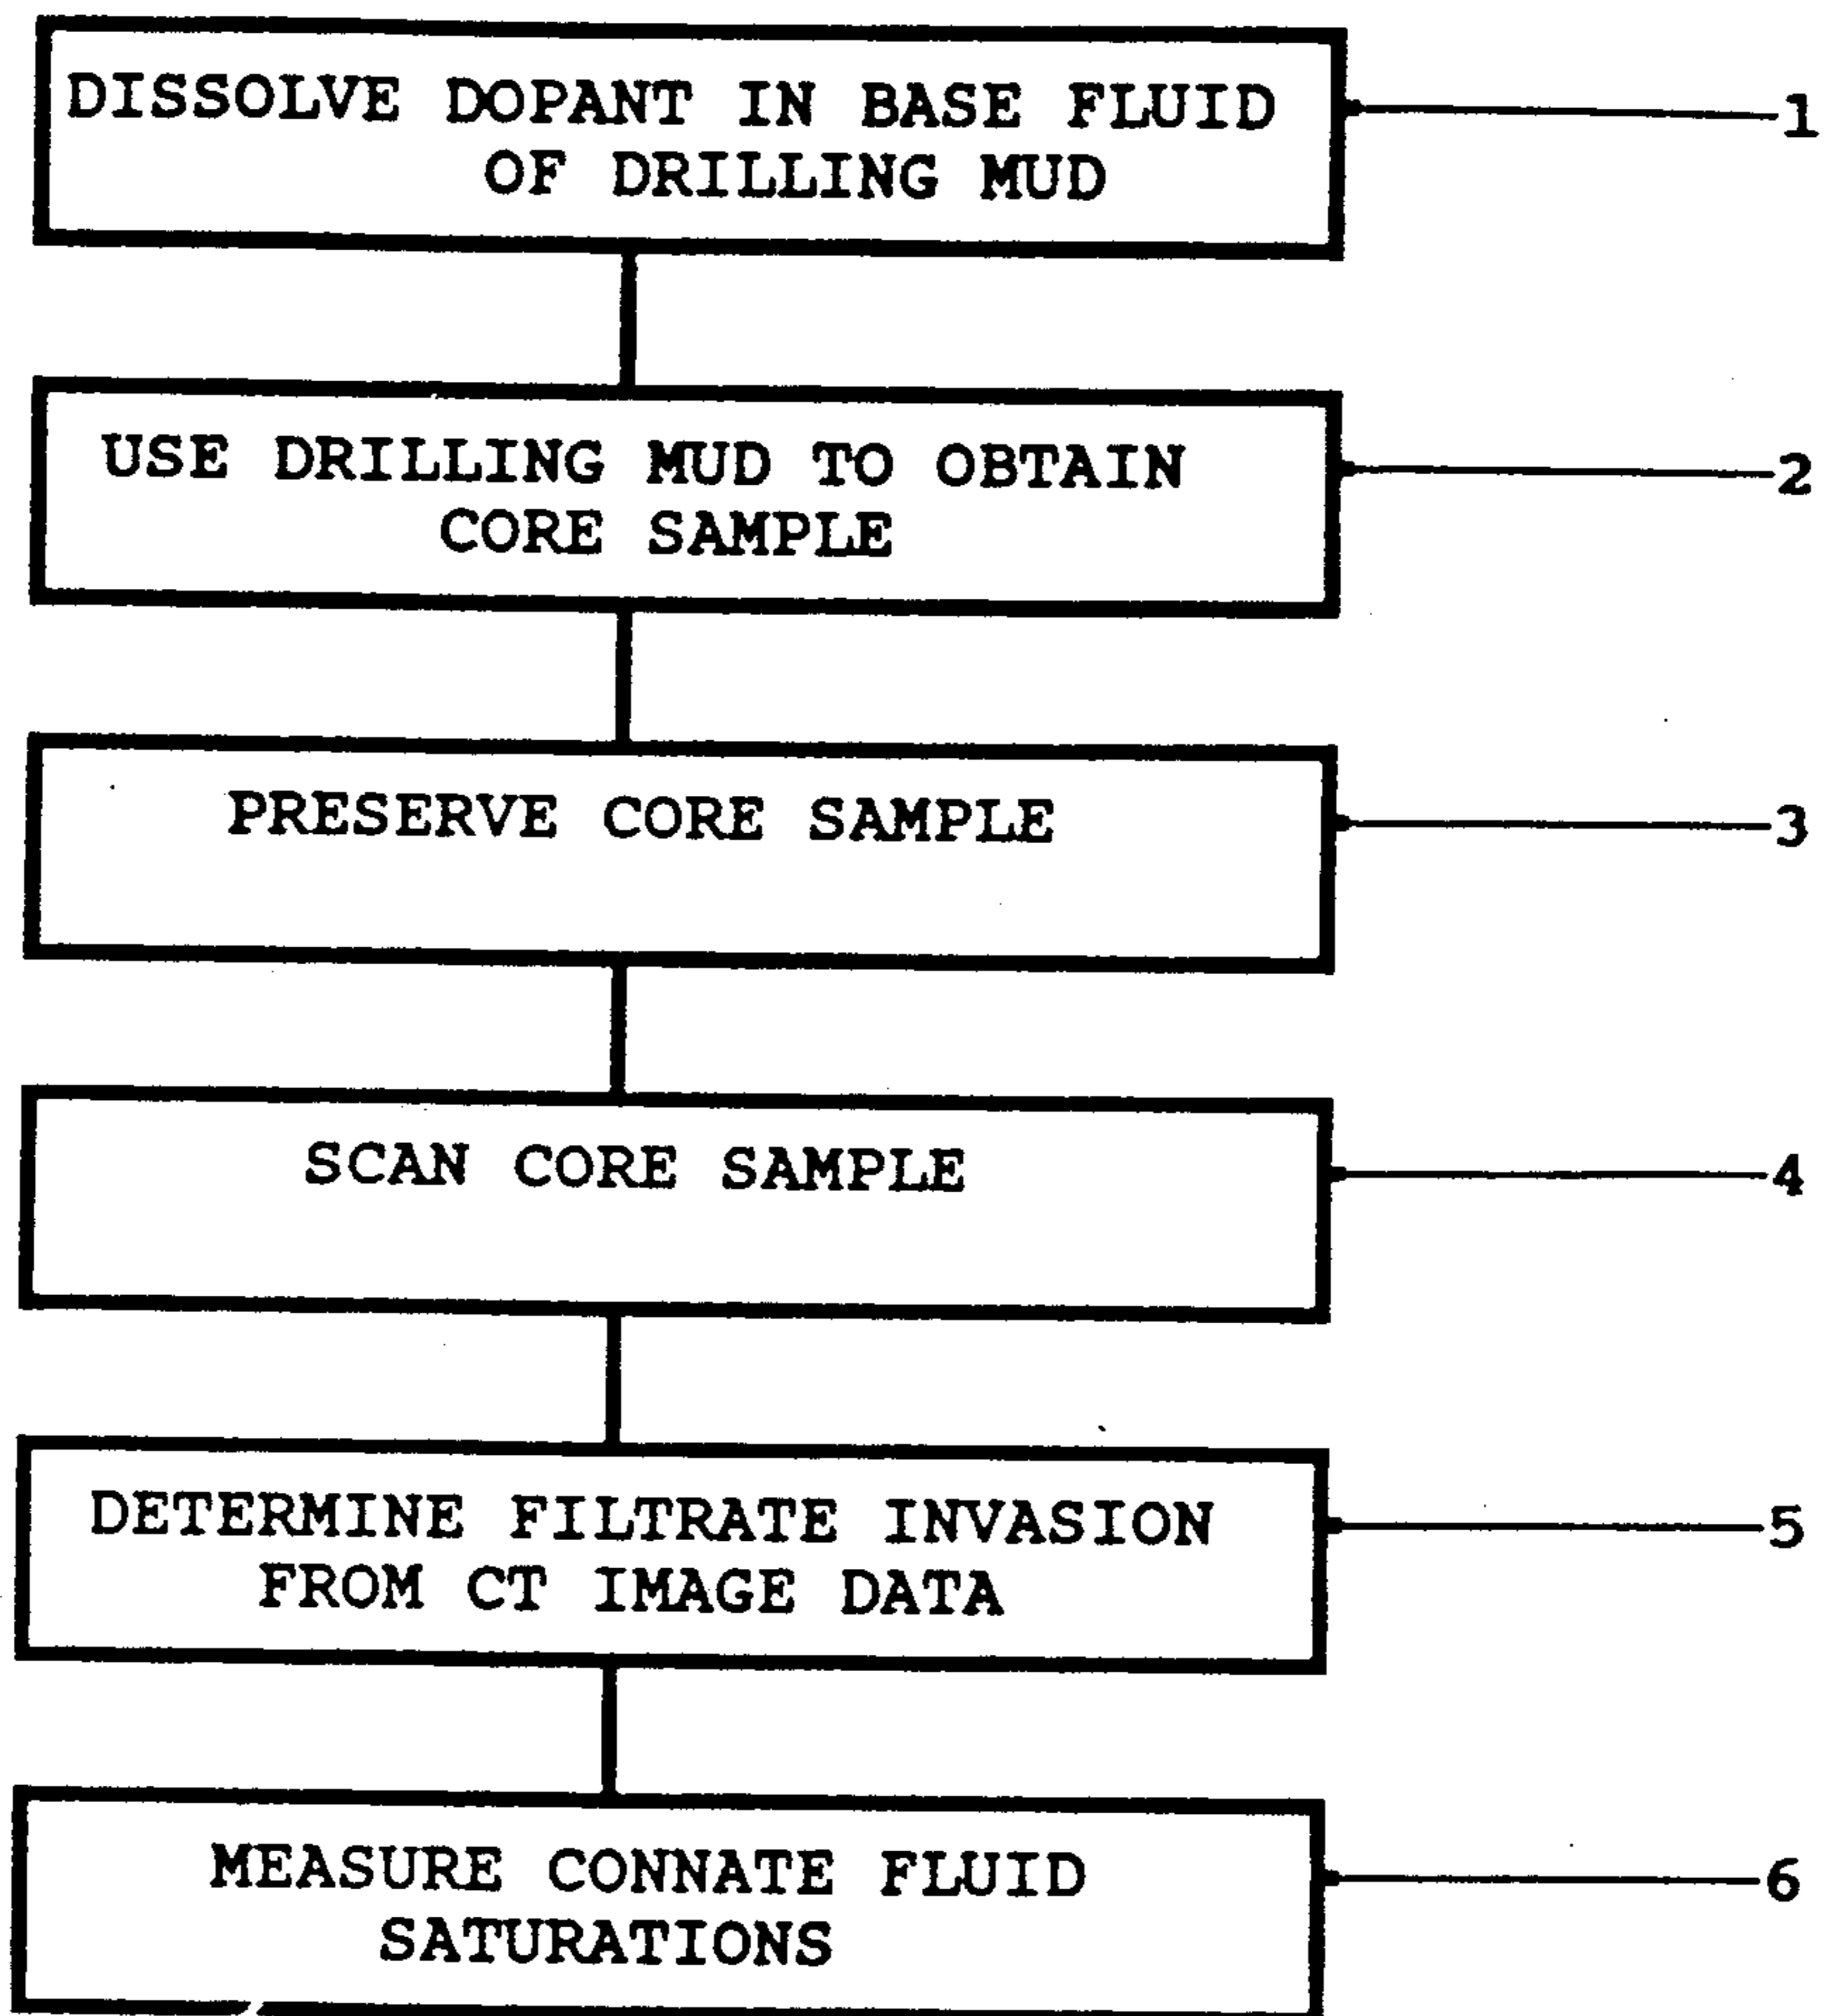 DISSOLVE DOPANT IN BASE FLUID
OF DRILLING MUD
1
USE DRILLING MUD TO OBTAIN
CORE SAMPLE
2
PRESERVE CORE SAMPLE
3
SCAN CORE SAMPLE
4
DETERMINE FILTRATE INVASION
FROM CT IMAGE DATA
5
MEASURE CONNATE FLUID
SATURATIONS
6